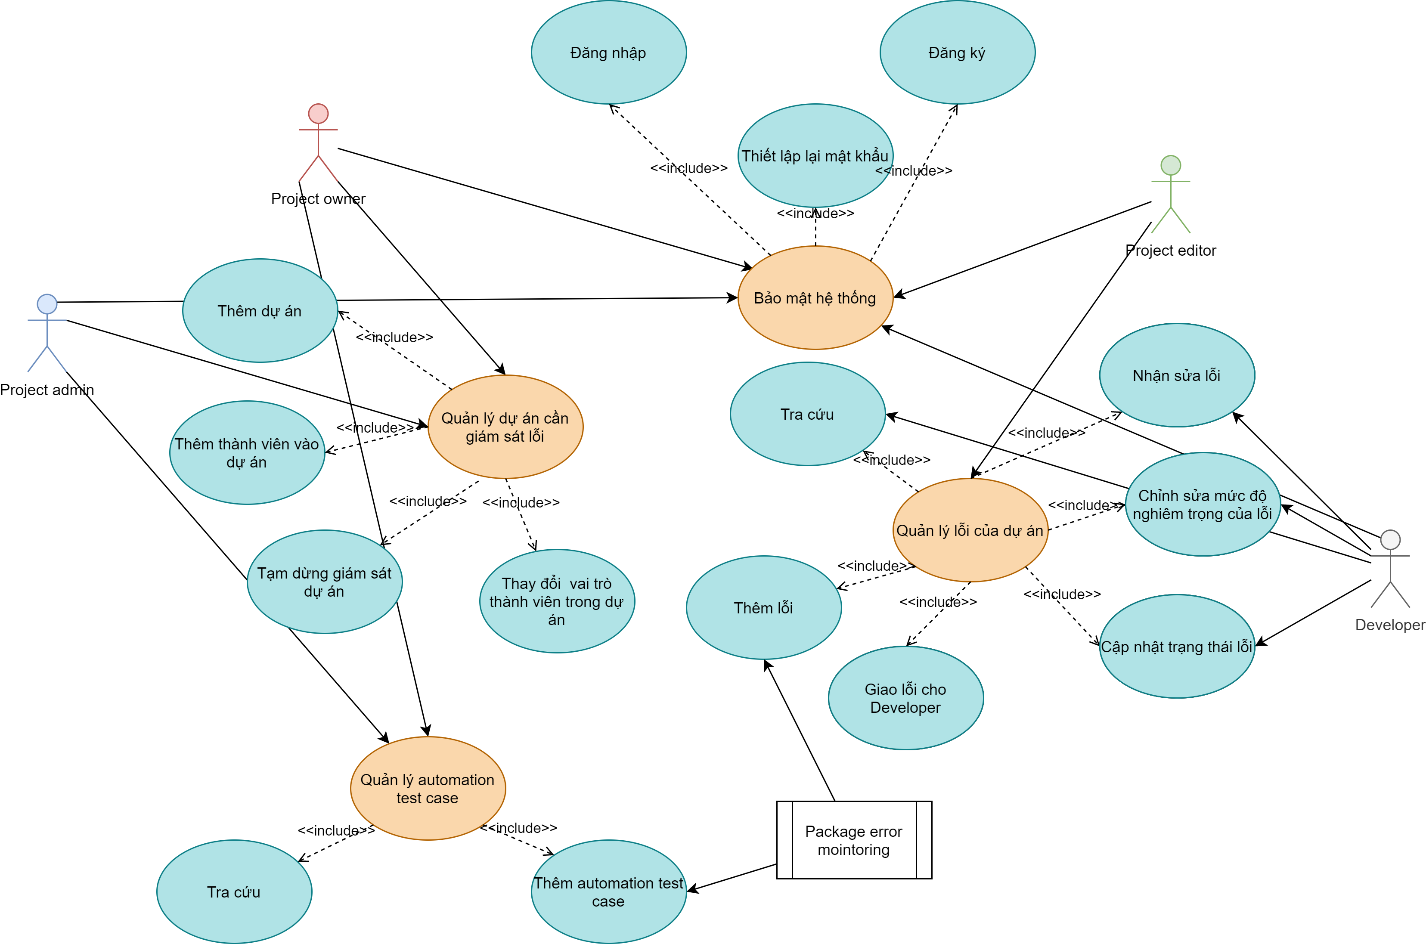 Đăng nhập
Đăng ký
Thiết lập lại mật khẩu
<<include>>
<<include>>
<<include>>
Project owner
Project editor
Bảo mật hệ thống
Thêm dự án
<<include>>
Project admin
Nhận sửa lỗi
Tra cứu
Quản lý dự án cần
giám sát lỗi
<<include>>
<<include>>
Thêm thành viên vào
dự án
<<include>>
<<include>>
<<include>>
<<include>>
Chỉnh sửa mức độ
nghiêm trọng của lỗi
Quản lý lỗi của dự án
Tạm dừng giám sát
dự án
Thay đổi  vai trò
thành viên trong dự
án
<<include>>
<<include>>
<<include>>
Thêm lỗi
Developer
Cập nhật trạng thái lỗi
Giao lỗi cho
Developer
Quản lý automation
test case
<<include>>
<<include>>
Package error
mointoring
Tra cứu
Thêm automation test
case